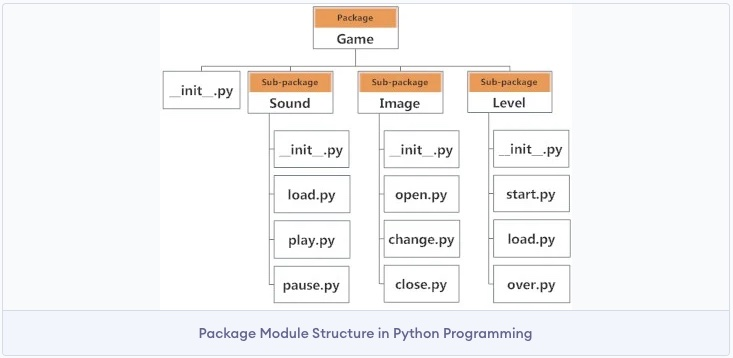 Package
Game
__init__.py
Sub-package
Sound
Sub-package
Image
Sub-package
Level
__init__.py
__init__.py
__init__.py
load.py
open.py
start.py
play.py
change.py
load.py
pause.py
close.py
over.py
Package Module Structure in Python Programming